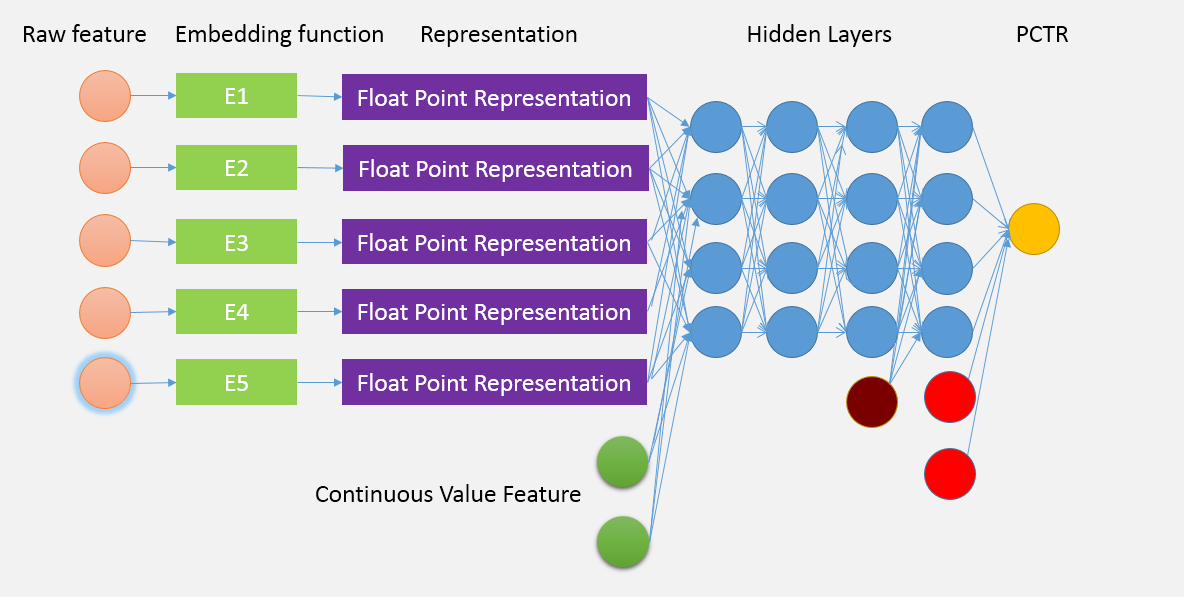 Raw feature
Embedding function
Representation
Hidden Layers
PCTR
E1
Float Point Representation
E2
Float Point Representation
E3
Float Point Representation
E4
Float Point Representation
E5
Float Point Representation
Continuous Value Feature